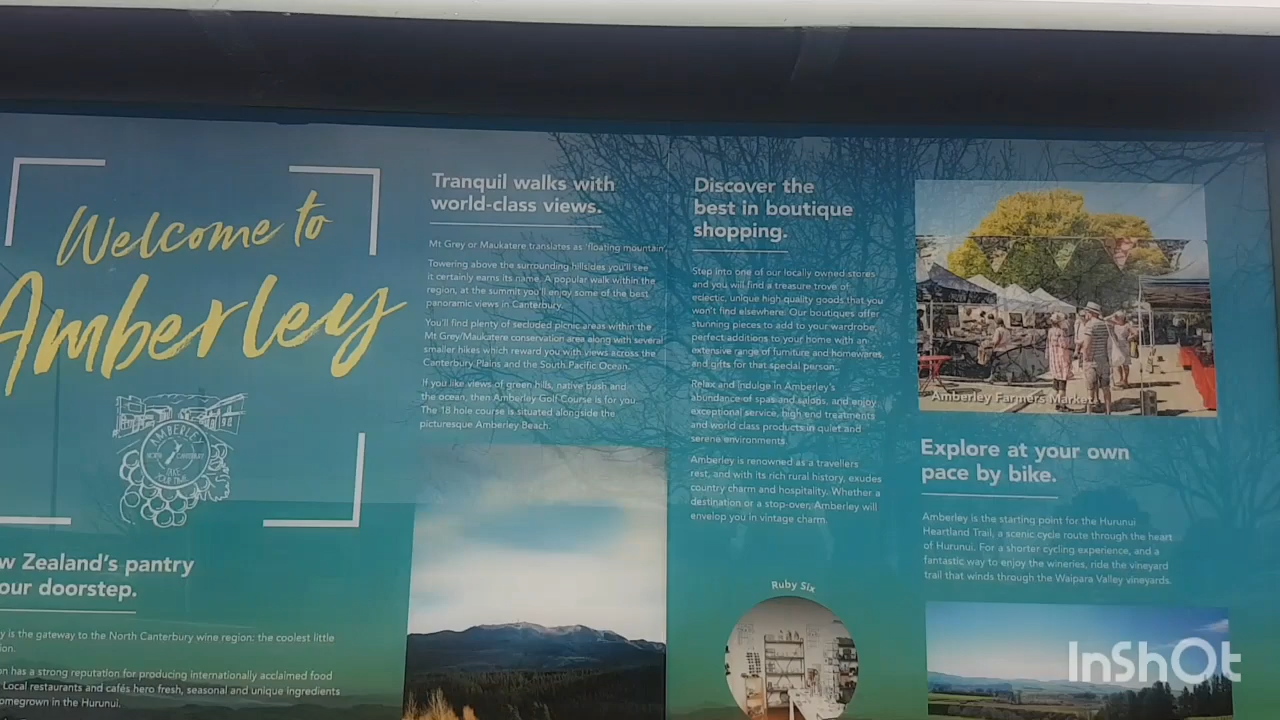 Welcome to
Amberley
AMBERLEY
NORTH CANTERBURY
TAKE
YOUR TIME
w Zealand's pantry
our doorstep.
y is the gateway to the North Canterbury wine region: the coolest little
on.
on has a strong reputation for producing internationally acclaimed food
Local restaurants and cafés hero fresh, seasonal and unique ingredients
omegrown in the Hurunui.
Tranquil walks with
world-class views.
Mt Grey or Maukatere translates as 'floating mountain'.
Towering above the surrounding hillsides you'll see
it certainly earns its name. A popular walk within the
region, at the summit you'll enjoy some of the best
panoramic views in Canterbury.
You'll find plenty of secluded picnic areas within the
Mt Grey/Maukatere conservation area along with several
smaller hikes which reward you with views across the
Canterbury Plains and the South Pacific Ocean.
If you like views of green hills, native bush and
the ocean, then Amberley Golf Course is for you.
The 18 hole course is situated alongside the
picturesque Amberley Beach.
Discover the
best in boutique
shopping.
Step into one of our locally owned stores
and you will find a treasure trove of
eclectic, unique high quality goods that you
won't find elsewhere. Our boutiques offer
stunning pieces to add to your wardrobe,
perfect additions to your home with an
extensive range of furniture and homewares,
and gifts for that special person.
Relax and indulge in Amberley's
abundance of spas and salons, and enjoy
exceptional service, high end treatments
and world class products in quiet and
serene environments.
Amberley is renowned as a travellers
rest, and with its rich rural history, exudes
country charm and hospitality. Whether a
destination or a stop-over, Amberley will
envelop you in vintage charm.
Ruby Six
Amberley Farmers Market
Explore at your own
pace by bike.
Amberley is the starting point for the Hurunui
Heartland Trail, a scenic cycle route through the heart
of Hurunui. For a shorter cycling experience, and a
fantastic way to enjoy the wineries, ride the vineyard
trail that winds through the Waipara Valley vineyards.
InShOt